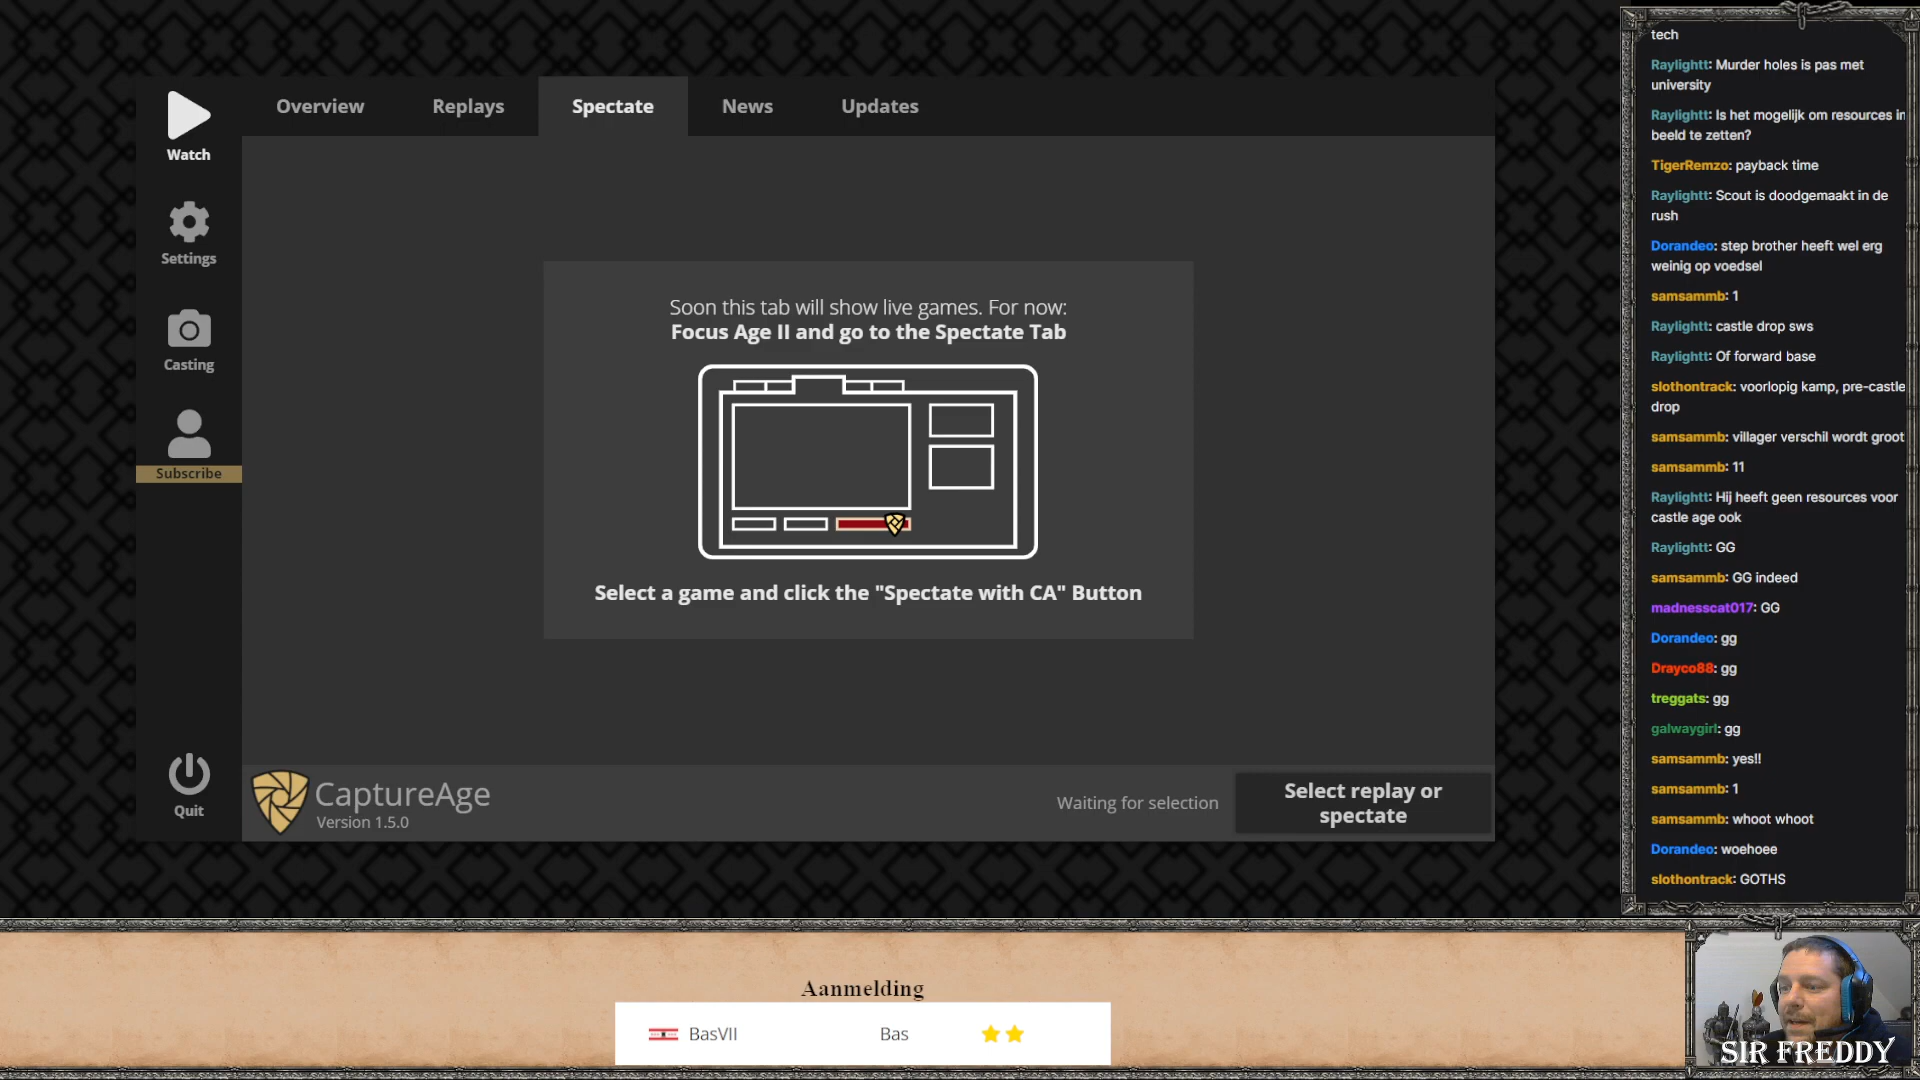 Overview
Replays
Spectate
News
Updates
Watch
Settings
Casting
Subscribe
Quit
Soon this tab will show live games. For now:
Focus Age II and go to the Spectate Tab
Select a game and click the "Spectate with CA" Button
CaptureAge
Version 1.5.0
Waiting for selection
Select replay or
spectate
tech
Raylightt: Murder holes is pas met
university
Raylightt: Is het mogelijk om resources in
beeld te zetten?
TigerRemzo: payback time
Raylightt: Scout is doodgemaakt in de
rush
Dorandeo: step brother heeft wel erg
weinig op voedsel
samsammb: 1
Raylightt: castle drop sws
Raylightt: Of forward base
slothontrack: voorlopig kamp, pre-castle
drop
samsammb: villager verschil wordt groot
samsammb: 11
Raylightt: Hij heeft geen resources voor
castle age ook
Raylightt: GG
samsammb: GG indeed
madnesscat017: GG
Dorandeo: gg
Drayco88: gg
treggats: gg
galwaygirl: gg
samsammb: yes!!
samsammb: 1
samsammb: whoot whoot
Dorandeo: woehoee
slothontrack: GOTHS
Aanmelding
BasVII Bas
SIR FREDDY